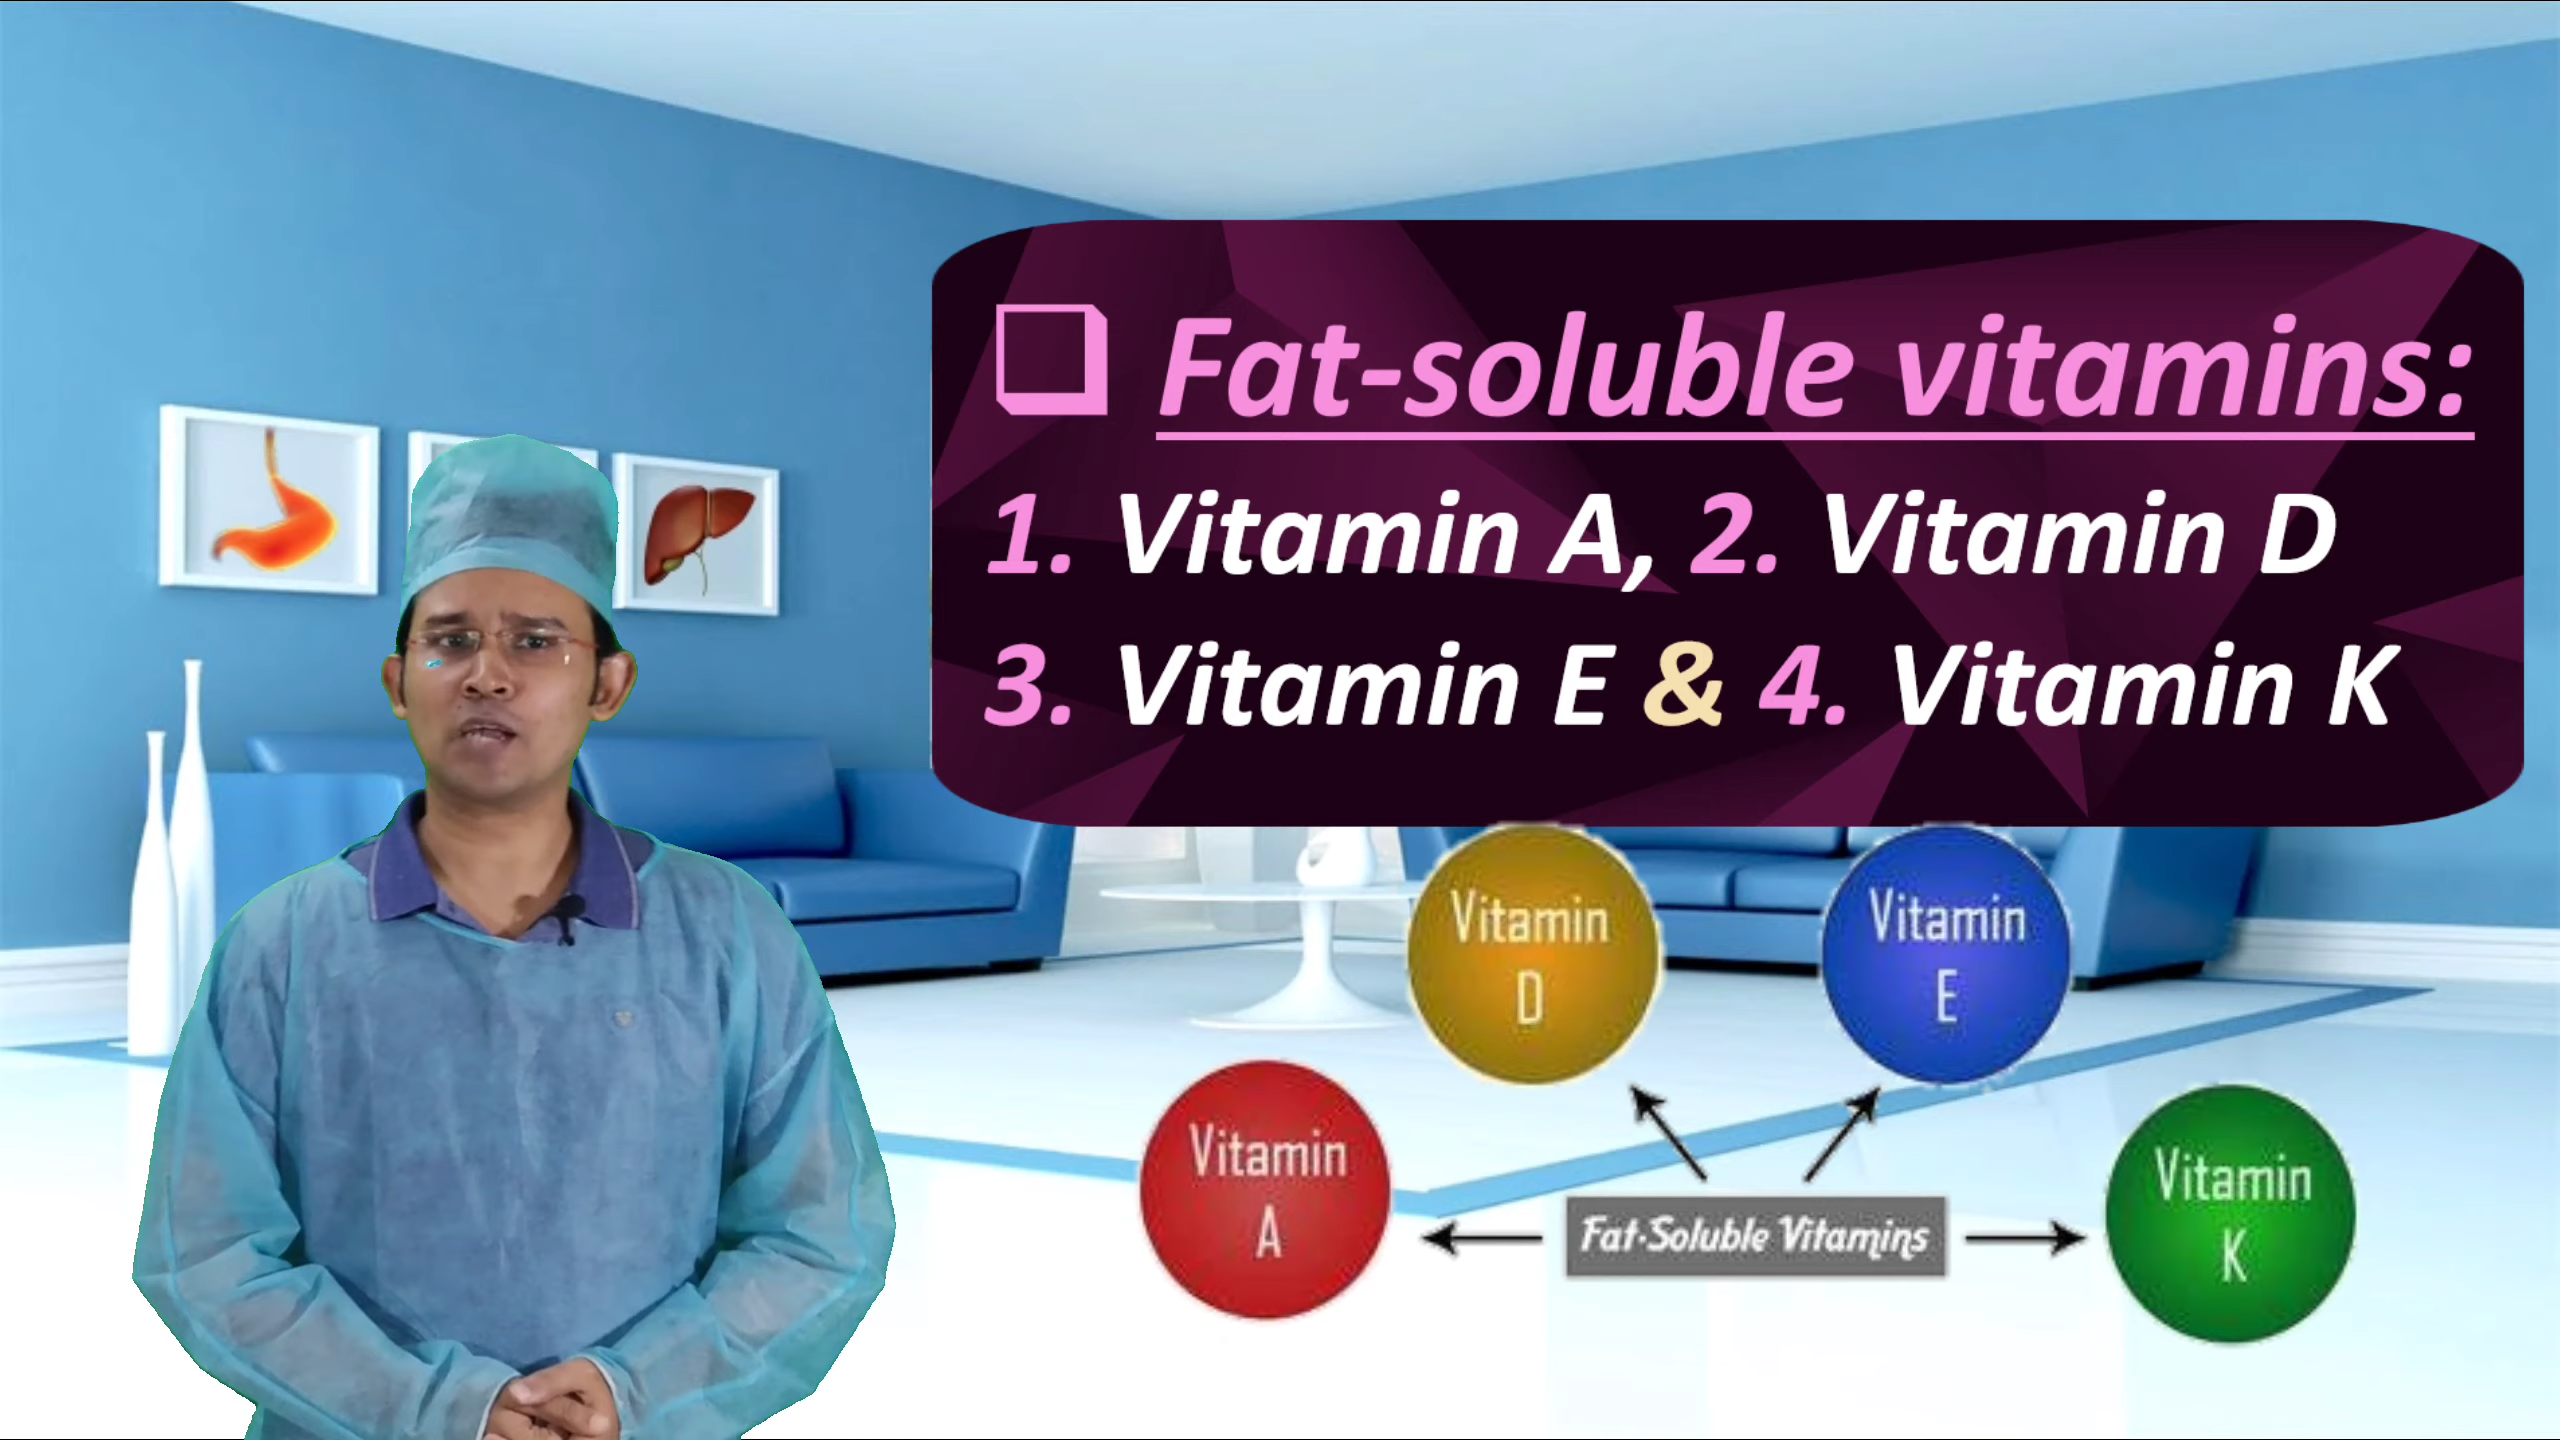 ❑ Fat-soluble vitamins:
1. Vitamin A, 2. Vitamin D
3. Vitamin E & 4. Vitamin K
Vitamin
D
Vitamin
E
Vitamin
A
Fat-Soluble Vitamins
Vitamin
K